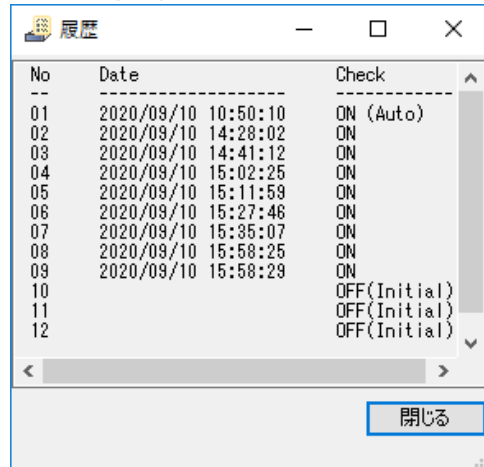 履歴
No Date Check
-- ------------------- ------------
01 2020/09/10 10:50:10 ON (Auto)
02 2020/09/10 14:28:02 ON
03 2020/09/10 14:41:12 ON
04 2020/09/10 15:02:25 ON
05 2020/09/10 15:11:59 ON
06 2020/09/10 15:27:46 ON
07 2020/09/10 15:35:07 ON
08 2020/09/10 15:58:25 ON
09 2020/09/10 15:58:29 ON
10 OFF(Initial)
11 OFF(Initial)
12 OFF(Initial)
閉じる